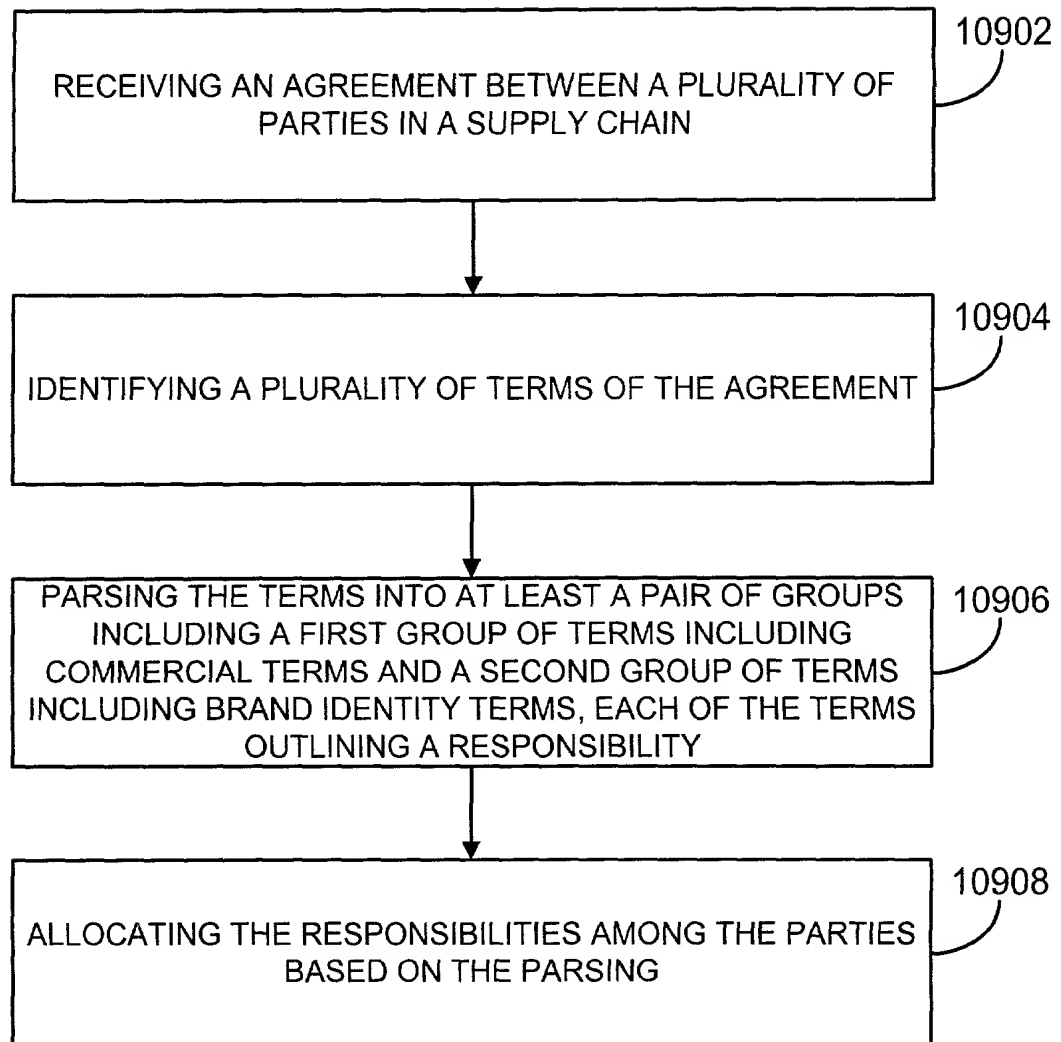 10902
RECEIVING AN AGREEMENT BETWEEN A PLURALITY OF
PARTIES IN A SUPPLY CHAIN
10904
IDENTIFYING A PLURALITY OF TERMS OF THE AGREEMENT
10906
PARSING THE TERMS INTO AT LEAST A PAIR OF GROUPS
INCLUDING A FIRST GROUP OF TERMS INCLUDING
COMMERCIAL TERMS AND A SECOND GROUP OF TERMS
INCLUDING BRAND IDENTITY TERMS, EACH OF THE TERMS
OUTLINING A RESPONSIBILITY
10908
ALLOCATING THE RESPONSIBILITIES AMONG THE PARTIES
BASED ON THE PARSING